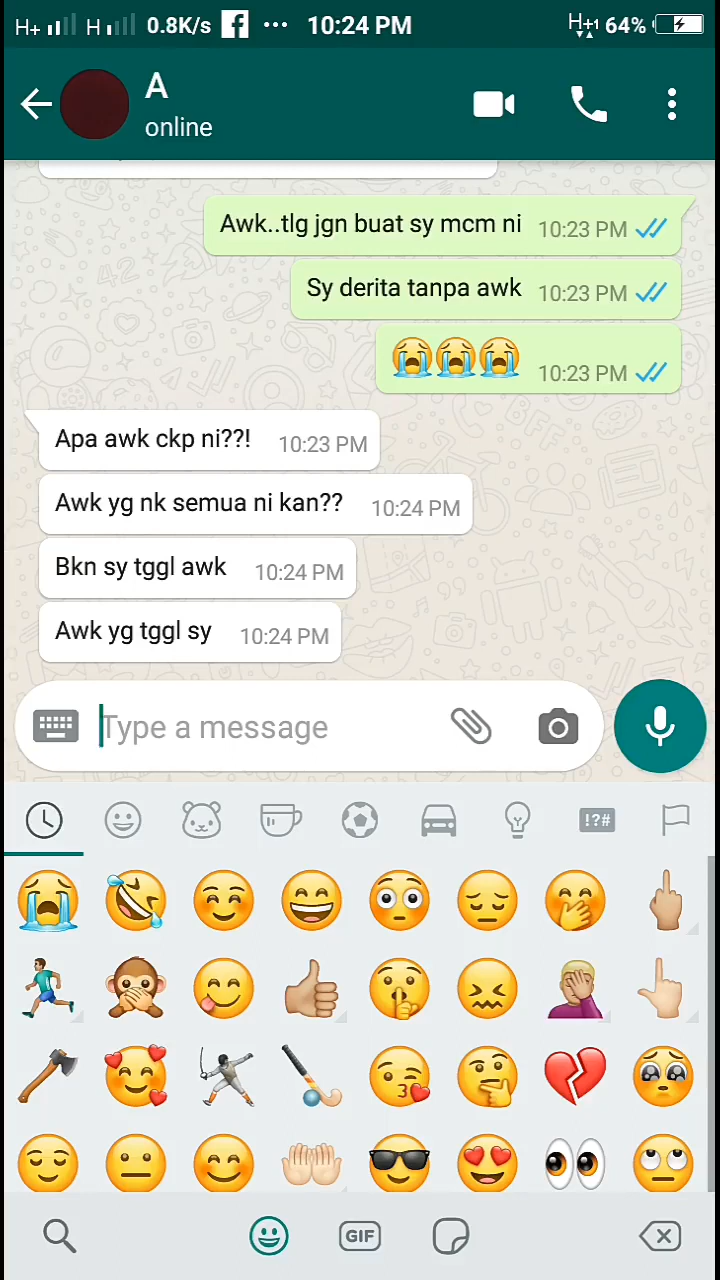 H+ H 0.8K/s f ... 10:24 PM H+1 64%
A
online
Awk..tlg jgn buat sy mcm ni 10:23 PM
Sy derita tanpa awk 10:23 PM
😭😭😭 10:23 PM
Apa awk ckp ni??! 10:23 PM
Awk yg nk semua ni kan?? 10:24 PM
Bkn sy tggl awk 10:24 PM
Awk yg tggl sy 10:24 PM
Type a message
!?#
GIF